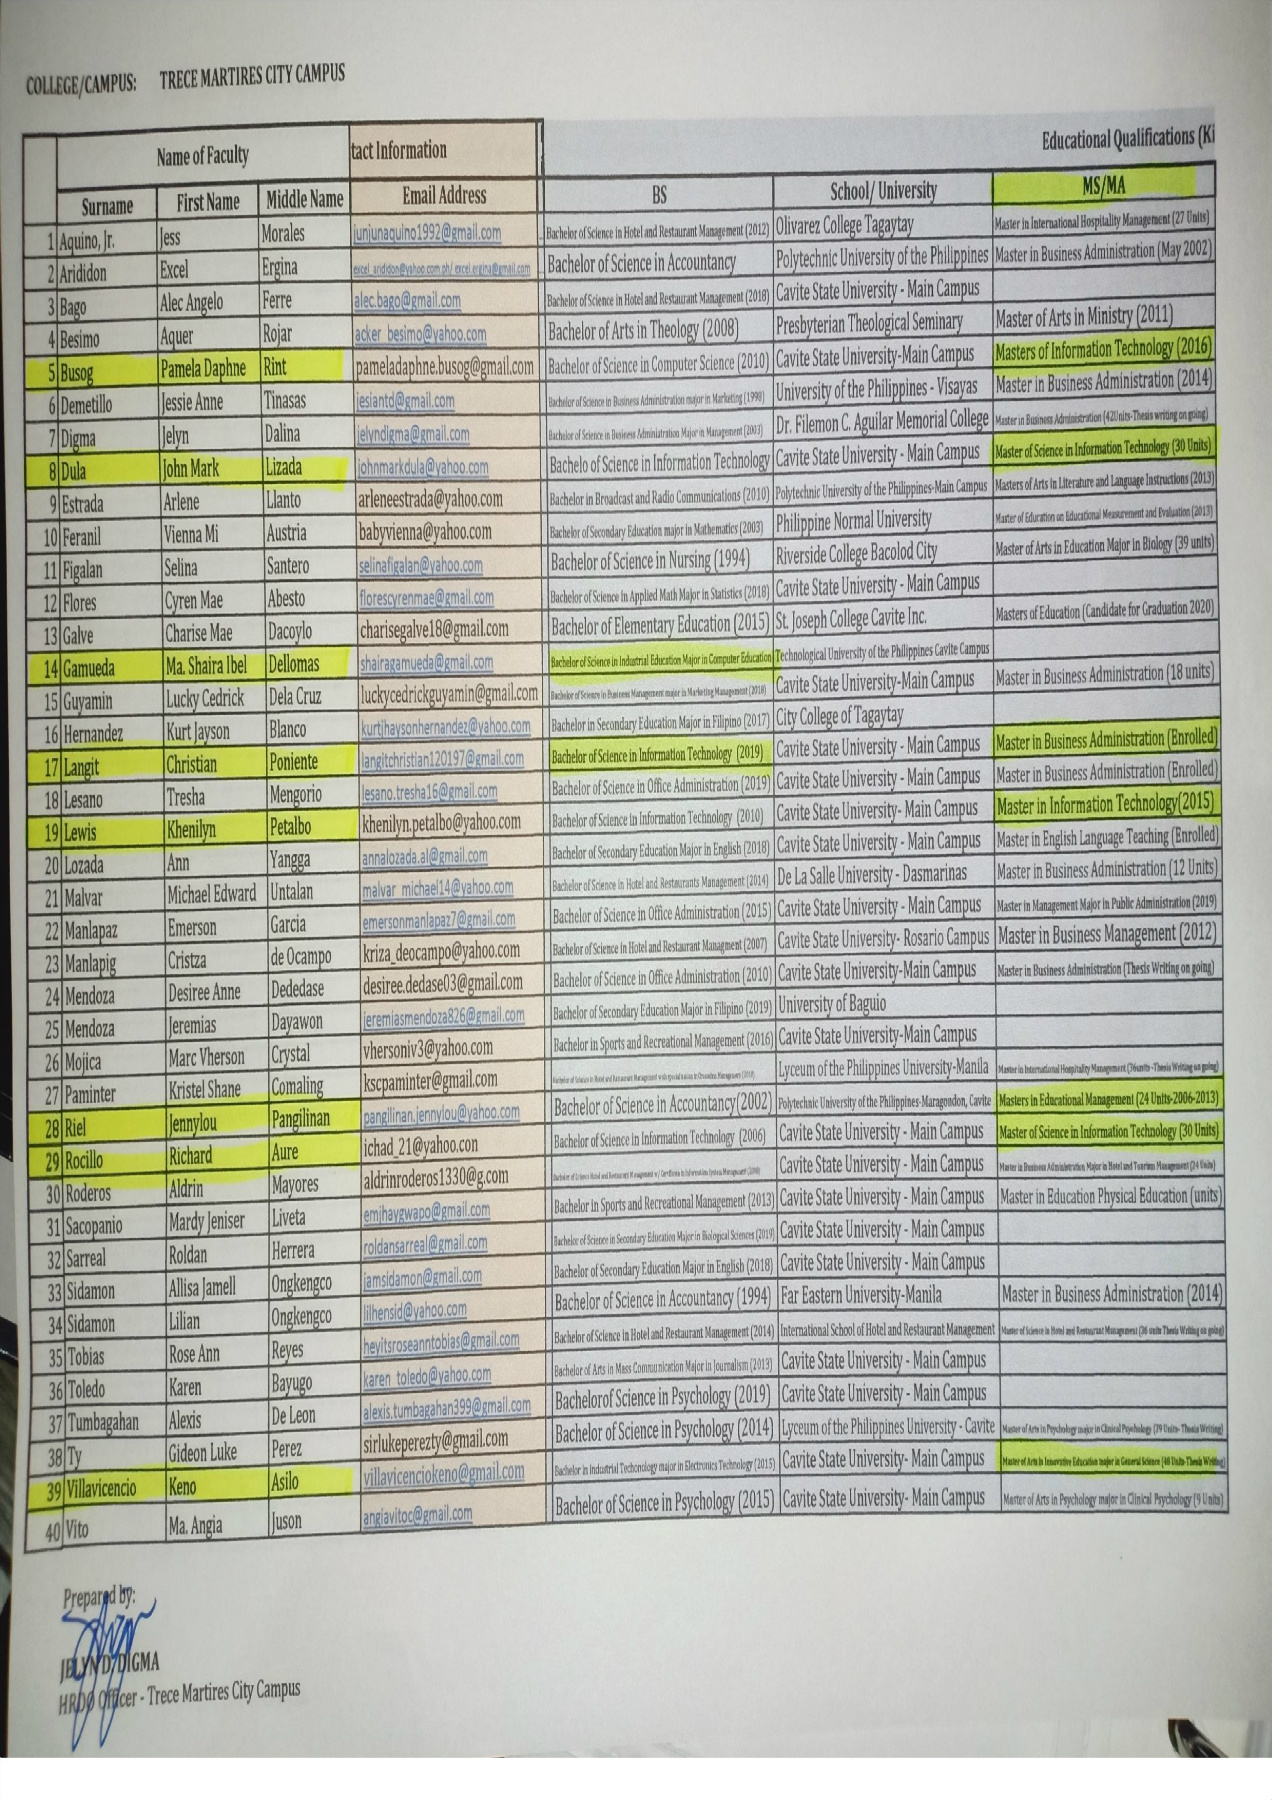 COLLEGE/CAMPUS: TRECE MARTIRES CITY CAMPUS
Name of Faculty tact Information Educational Qualifications (Ki
Surname First Name Middle Name Email Address BS School/ University MS/MA
1 Aquino, Jr. Jess Morales junjunaquino1992@gmail.com Bachelor of Science in Hotel and Restaurant Management (2012) Olivarez College Tagaytay Master in International Hospitality Management (27 Units)
2 Arididon Excel Ergina excel_arididon@yahoo.com.ph/ excel.ergina@gmail.com Bachelor of Science in Accountancy Polytechnic University of the Philippines Master in Business Administration (May 2002)
3 Bago Alec Angelo Ferre alec.bago@gmail.com Bachelor of Science in Hotel and Restaurant Management (2018) Cavite State University - Main Campus
4 Besimo Aquer Rojar acker_besimo@yahoo.com Bachelor of Arts in Theology (2008) Presbyterian Theological Seminary Master of Arts in Ministry (2011)
5 Busog Pamela Daphne Rint pameladaphne.busog@gmail.com Bachelor of Science in Computer Science (2010) Cavite State University-Main Campus Masters of Information Technology (2016)
6 Demetillo Jessie Anne Tinasas jesiantd@gmail.com Bachelor of Science in Business Administration major in Marketing (1998) University of the Philippines - Visayas Master in Business Administration (2014)
7 Digma Jelyn Dalina jelyndigma@gmail.com Bachelor of Science in Business Administration Major in Management (2003) Dr. Filemon C. Aguilar Memorial College Master in Business Administration (42Units-Thesis writing on going)
8 Dula John Mark Lizada johnmarkdula@yahoo.com Bachelo of Science in Information Technology Cavite State University - Main Campus Master of Science in Information Technology (30 Units)
9 Estrada Arlene Llanto arleneestrada@yahoo.com Bachelor in Broadcast and Radio Communications (2010) Polytechnic University of the Philippines-Main Campus Masters of Arts in Literature and Language Instructions (2013)
10 Feranil Vienna Mi Austria babyvienna@yahoo.com Bachelor of Secondary Education major in Mathematics (2003) Philippine Normal University Master of Education on Educational Measurement and Evaluation (2013)
11 Figalan Selina Santero selinafigalan@yahoo.com Bachelor of Science in Nursing (1994) Riverside College Bacolod City Master of Arts in Education Major in Biology (39 units)
12 Flores Cyren Mae Abesto florescyrenmae@gmail.com Bachelor of Science in Applied Math Major in Statistics (2018) Cavite State University - Main Campus
13 Galve Charise Mae Dacoylo charisegalve18@gmail.com Bachelor of Elementary Education (2015) St. Joseph College Cavite Inc. Masters of Education (Candidate for Graduation 2020)
14 Gamueda Ma. Shaira Ibel Dellomas shairagamueda@gmail.com Bachelor of Science in Industrial Education Major in Computer Education Technological University of the Philippines Cavite Campus
15 Guyamin Lucky Cedrick Dela Cruz luckycedrickguyamin@gmail.com Bachelor of Science in Business Management major in Marketing Management (2018) Cavite State University-Main Campus Master in Business Administration (18 units)
16 Hernandez Kurt Jayson Blanco kurtjhaysonhernandez@yahoo.com Bachelor in Secondary Education Major in Filipino (2017) City College of Tagaytay
17 Langit Christian Poniente langitchristian120197@gmail.com Bachelor of Science in Information Technology (2019) Cavite State University - Main Campus Master in Business Administration (Enrolled)
18 Lesano Tresha Mengorio lesano.tresha16@gmail.com Bachelor of Science in Office Administration (2019) Cavite State University - Main Campus Master in Business Administration (Enrolled)
19 Lewis Khenilyn Petalbo khenilyn.petalbo@yahoo.com Bachelor of Science in Information Technology (2010) Cavite State University - Main Campus Master in Information Technology(2015)
20 Lozada Ann Yangga annalozada.al@gmail.com Bachelor of Secondary Education Major in English (2018) Cavite State University - Main Campus Master in English Language Teaching (Enrolled)
21 Malvar Michael Edward Untalan malvar_michael14@yahoo.com Bachelor of Science in Hotel and Restaurants Management (2014) De La Salle University - Dasmarinas Master in Business Administration (12 Units)
22 Manlapaz Emerson Garcia emersonmanlapaz7@gmail.com Bachelor of Science in Office Administration (2015) Cavite State University - Main Campus Master in Management Major in Public Administration (2019)
23 Manlapig Cristza de Ocampo kriza_deocampo@yahoo.com Bachelor of Science in Hotel and Restaurant Managment (2007) Cavite State University- Rosario Campus Master in Business Management (2012)
24 Mendoza Desiree Anne Dededase desiree.dedase03@gmail.com Bachelor of Science in Office Administration (2010) Cavite State University-Main Campus Master in Business Administration (Thesis Writing on going)
25 Mendoza Jeremias Dayawon jeremiasmendoza826@gmail.com Bachelor of Secondary Education Major in Filipino (2019) University of Baguio
26 Mojica Marc Vherson Crystal vhersoniv3@yahoo.com Bachelor in Sports and Recreational Management (2016) Cavite State University-Main Campus
27 Paminter Kristel Shane Comaling kscpaminter@gmail.com Lyceum of the Philippines University-Manila Master in International Hospitality Management (36units -Thesis Writing on going)
28 Riel Jennylou Pangilinan pangilinan.jennylou@yahoo.com Bachelor of Science in Accountancy(2002) Polytechnic University of the Philippines-Maragondon, Cavite Masters in Educational Management (24 Units-2006-2013)
29 Rocillo Richard Aure ichad_21@yahoo.con Bachelor of Science in Information Technology (2006) Cavite State University - Main Campus Master of Science in Information Technology (30 Units)
30 Roderos Aldrin Mayores aldrinroderos1330@g.com Cavite State University - Main Campus Master in Business Administration Major in Hotel and Tourism Management (24 Units)
31 Sacopanio Mardy Jeniser Liveta emjhaygwapo@gmail.com Bachelor in Sports and Recreational Management (2013) Cavite State University - Main Campus Master in Education Physical Education (units)
32 Sarreal Roldan Herrera roldansarreal@gmail.com Bachelor of Science in Secondary Education Major in Biological Sciences (2019) Cavite State University - Main Campus
33 Sidamon Allisa Jamell Ongkengco jamsidamon@gmail.com Bachelor of Secondary Education Major in English (2018) Cavite State University - Main Campus
34 Sidamon Lilian Ongkengco lilhensid@yahoo.com Bachelor of Science in Accountancy (1994) Far Eastern University-Manila Master in Business Administration (2014)
35 Tobias Rose Ann Reyes heyitsroseanntobias@gmail.com Bachelor of Science in Hotel and Restaurant Management (2014) International School of Hotel and Restaurant Management Master of Science in Hotel and Restaurant Management (36 units Thesis Writing on going)
36 Toledo Karen Bayugo karen_toledo@yahoo.com Bachelor of Arts in Mass Communication Major in Journalism (2013) Cavite State University - Main Campus
37 Tumbagahan Alexis De Leon alexis.tumbagahan399@gmail.com Bachelorof Science in Psychology (2019) Cavite State University - Main Campus
38 Ty Gideon Luke Perez sirlukeperezty@gmail.com Bachelor of Science in Psychology (2014) Lyceum of the Philippines University - Cavite Master of Arts in Psychology major in Clinical Psychology (79 Units- Thesis Writing)
39 Villavicencio Keno Asilo villavicenciokeno@gmail.com Bachelor in Industrial Techonology major in Electronics Technology (2015) Cavite State University - Main Campus Master of Arts in Innovative Education major in General Science (48 Units-Thesis Writing)
40 Vito Ma. Angia Juson angiavitoc@gmail.com Bachelor of Science in Psychology (2015) Cavite State University- Main Campus Master of Arts in Psychology major in Clinical Psychology (9 Units)
Prepared by:
JELYN D. DIGMA
HRDO Officer - Trece Martires City Campus